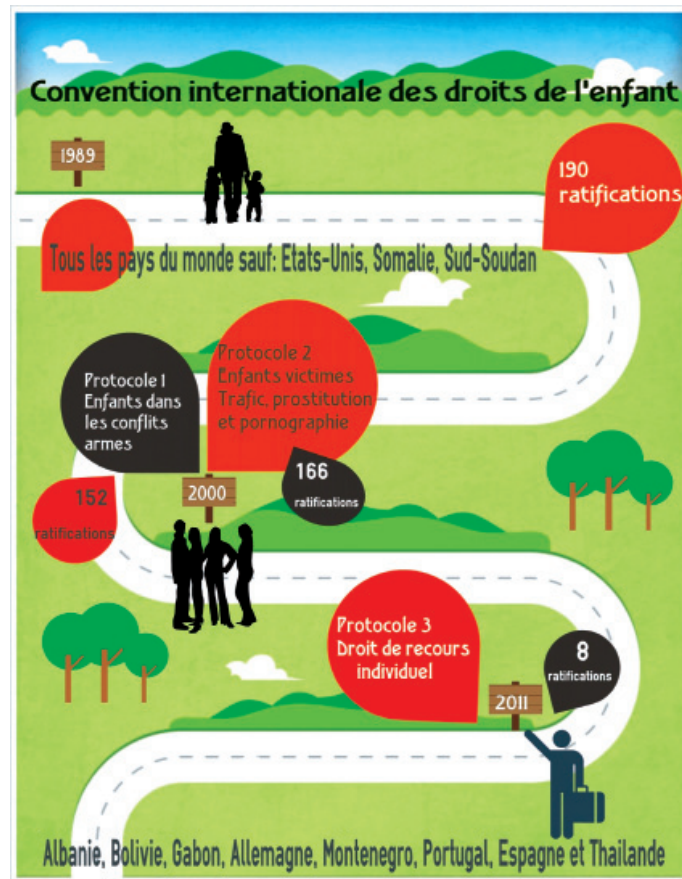 Convention internationale des droits de l'enfant
1989
190
ratifications
Tous les pays du monde sauf: Etats-Unis, Somalie, Sud-Soudan
Protocole 1
Enfants dans
les conflits
armes
Protocole 2
Enfants victimes
Trafic, prostitution
et pornographie
152
ratifications
2000
166
ratifications
Protocole 3
Droit de recours
individuel
8
ratifications
2011
Albanie, Bolivie, Gabon, Allemagne, Montenegro, Portugal, Espagne et Thailande